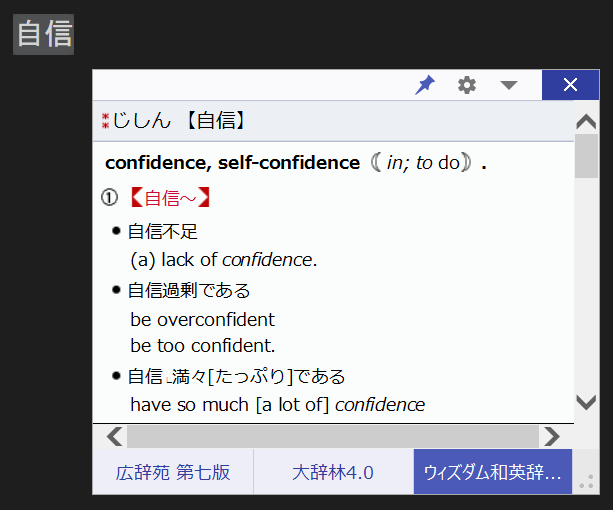 自信
⁑じしん 【自信】
confidence, self-confidence 〘in; to do〙.
① 【自信～】
● 自信不足
(a) lack of confidence.
● 自信過剰である
be overconfident
be too confident.
● 自信˾満々[たっぷり]である
have so much [a lot of] confidence
広辞苑 第七版
大辞林4.0
ウィズダム和英辞...